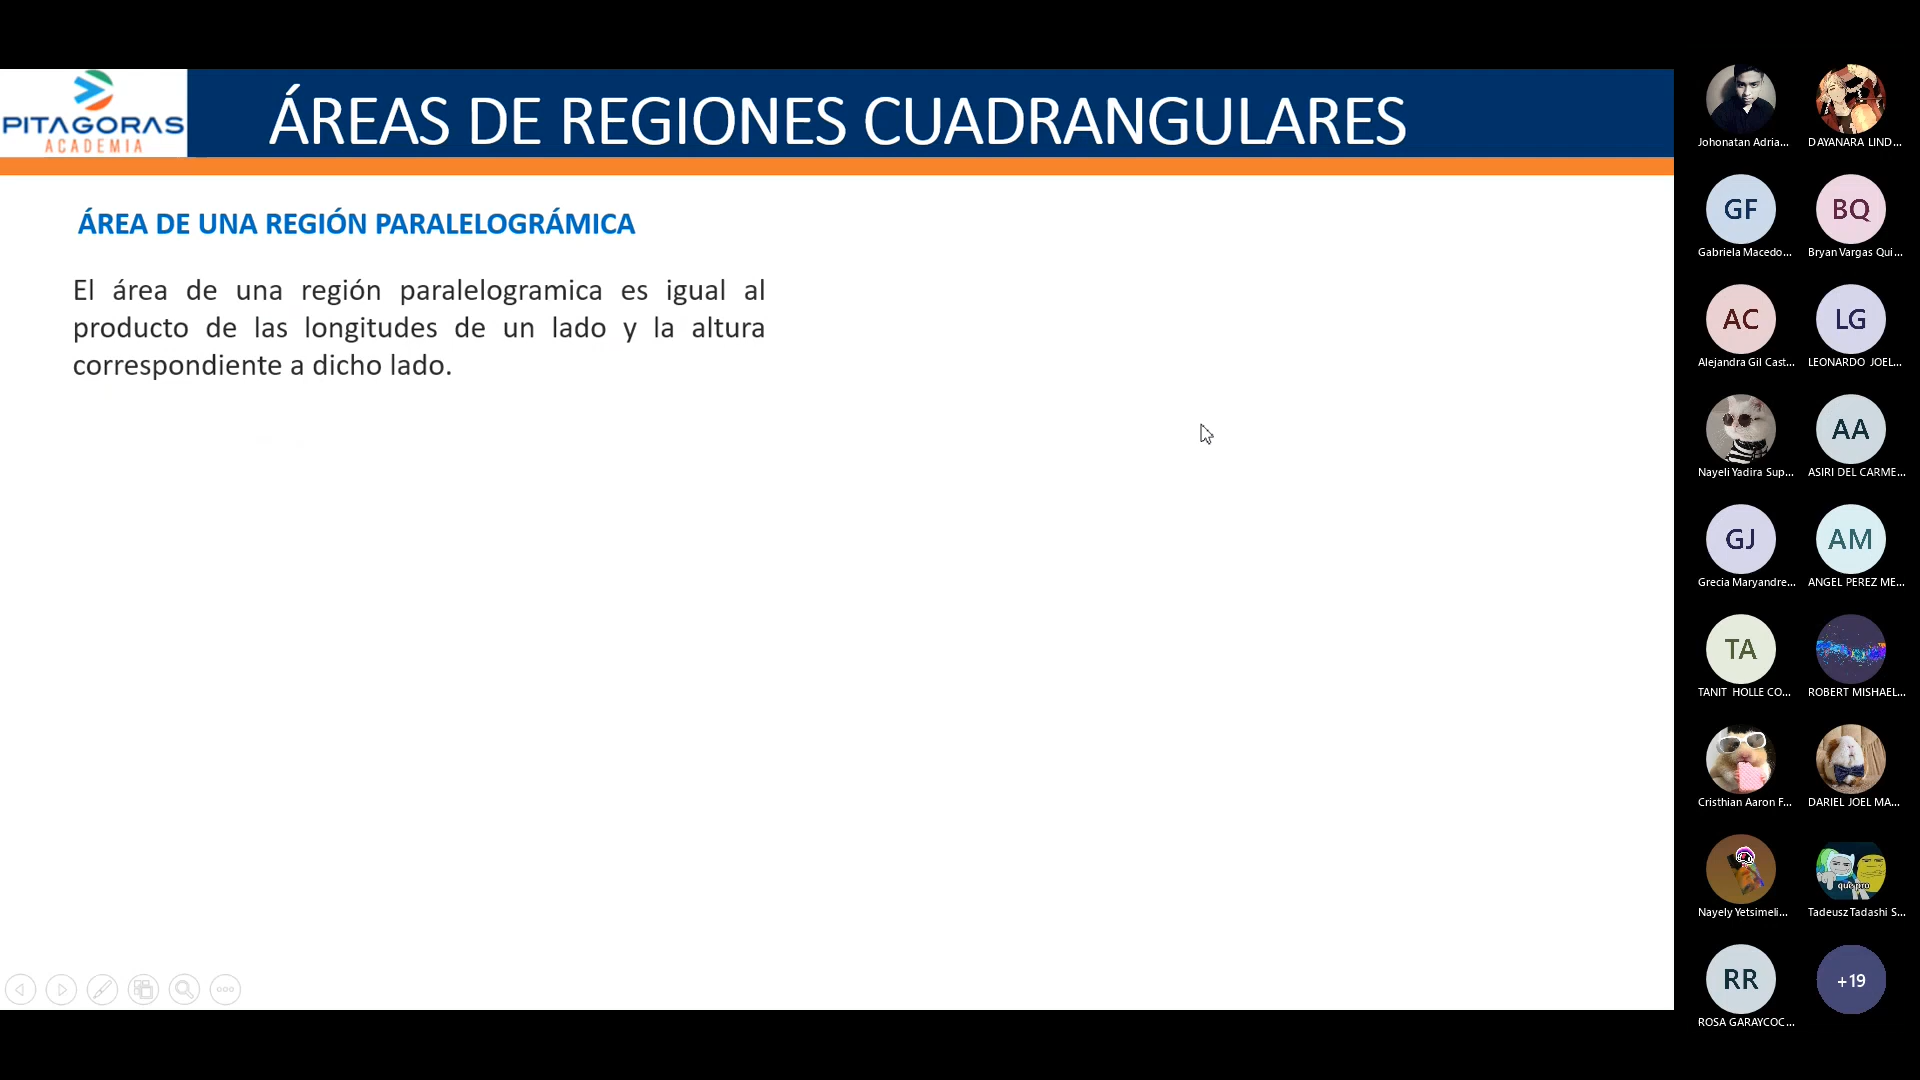 PITAGORAS
ACADEMIA
ÁREAS DE REGIONES CUADRANGULARES
ÁREA DE UNA REGIÓN PARALELOGRÁMICA
El área de una región paralelogramica es igual al
producto de las longitudes de un lado y la altura
correspondiente a dicho lado.
Johonatan Adria...
DAYANARA LIND...
GF
BQ
Gabriela Macedo...
Bryan Vargas Qui...
AC
LG
Alejandra Gil Cast...
LEONARDO JOEL...
AA
Nayeli Yadira Sup...
ASIRI DEL CARME...
GJ
AM
Grecia Maryandre...
ANGEL PEREZ ME...
TA
TANIT HOLLE CO...
ROBERT MISHAEL...
Cristhian Aaron F...
DARIEL JOEL MA...
que pro
Nayely Yetsimeli...
Tadeusz Tadashi S...
RR
+19
ROSA GARAYCOC...